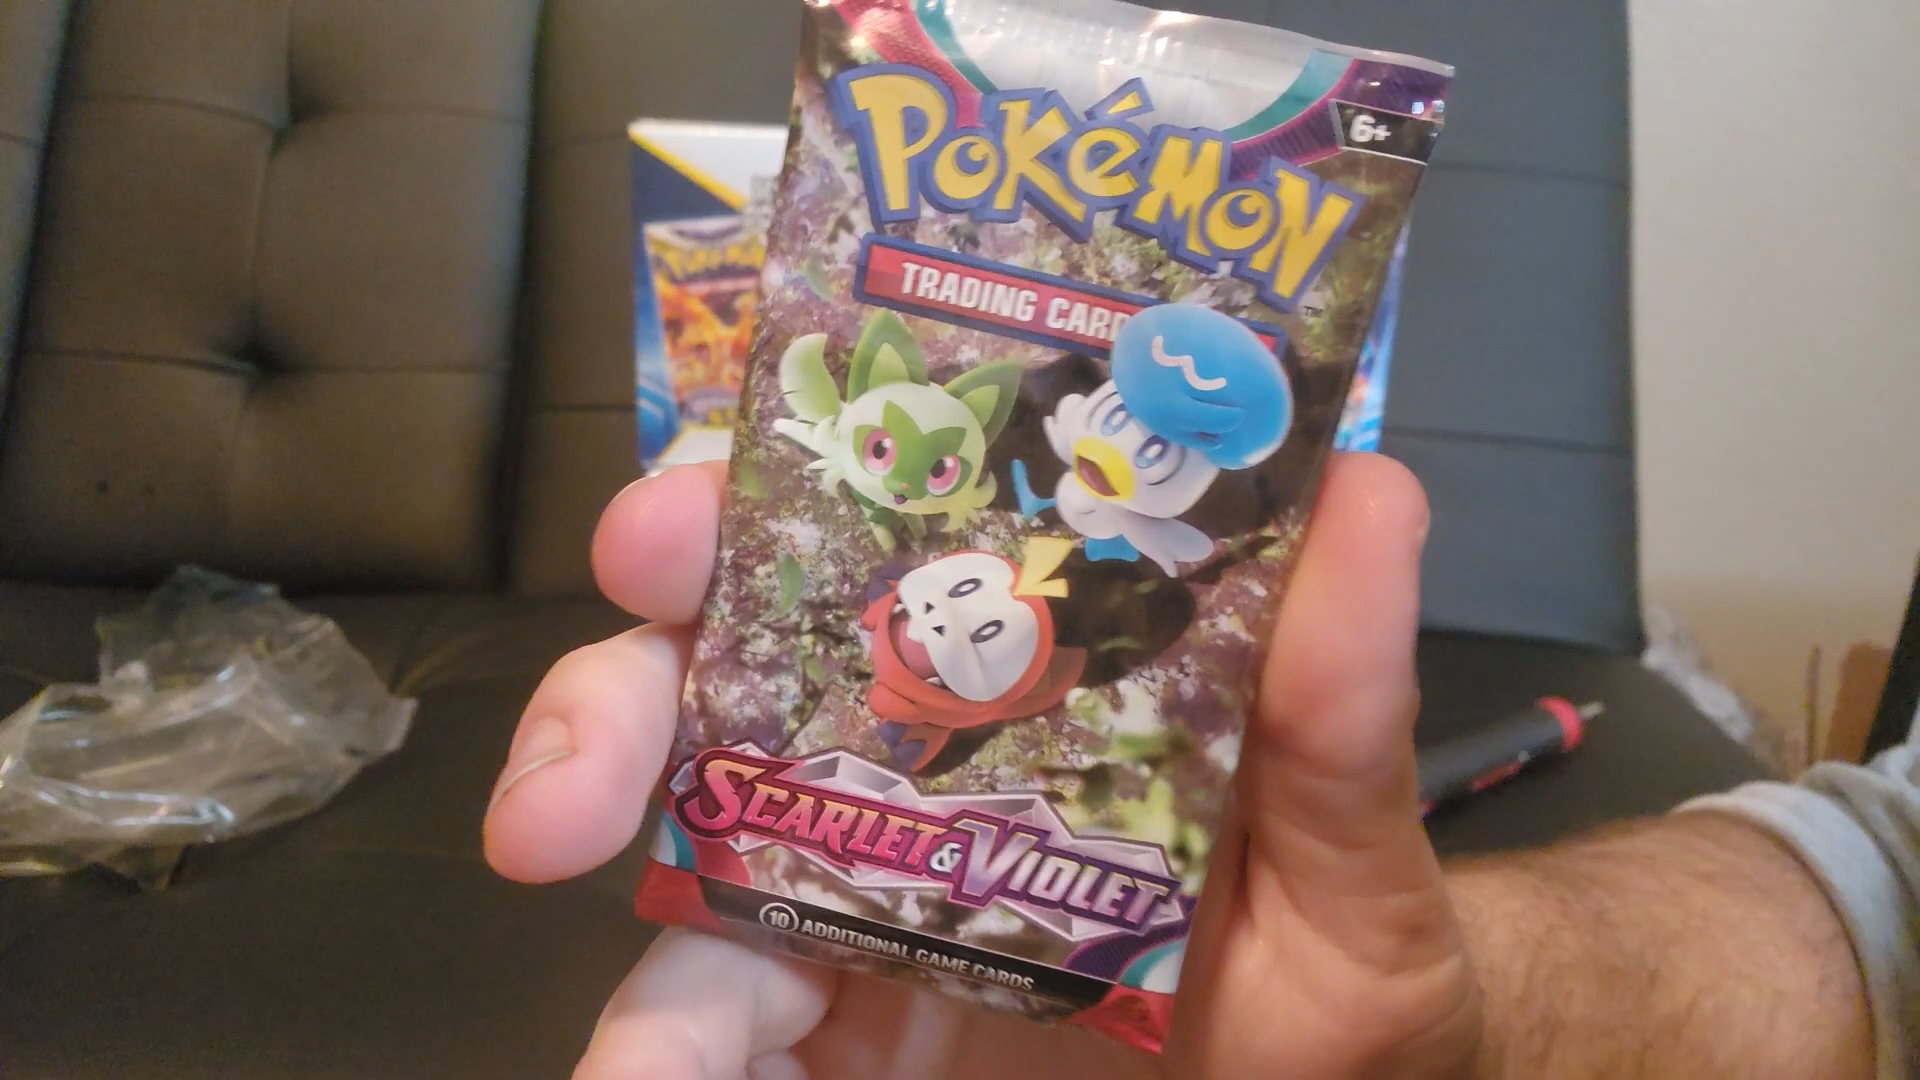 POKéMON
6+
TRADING CARD
SCARLET & VIOLET
10 ADDITIONAL GAME CARDS